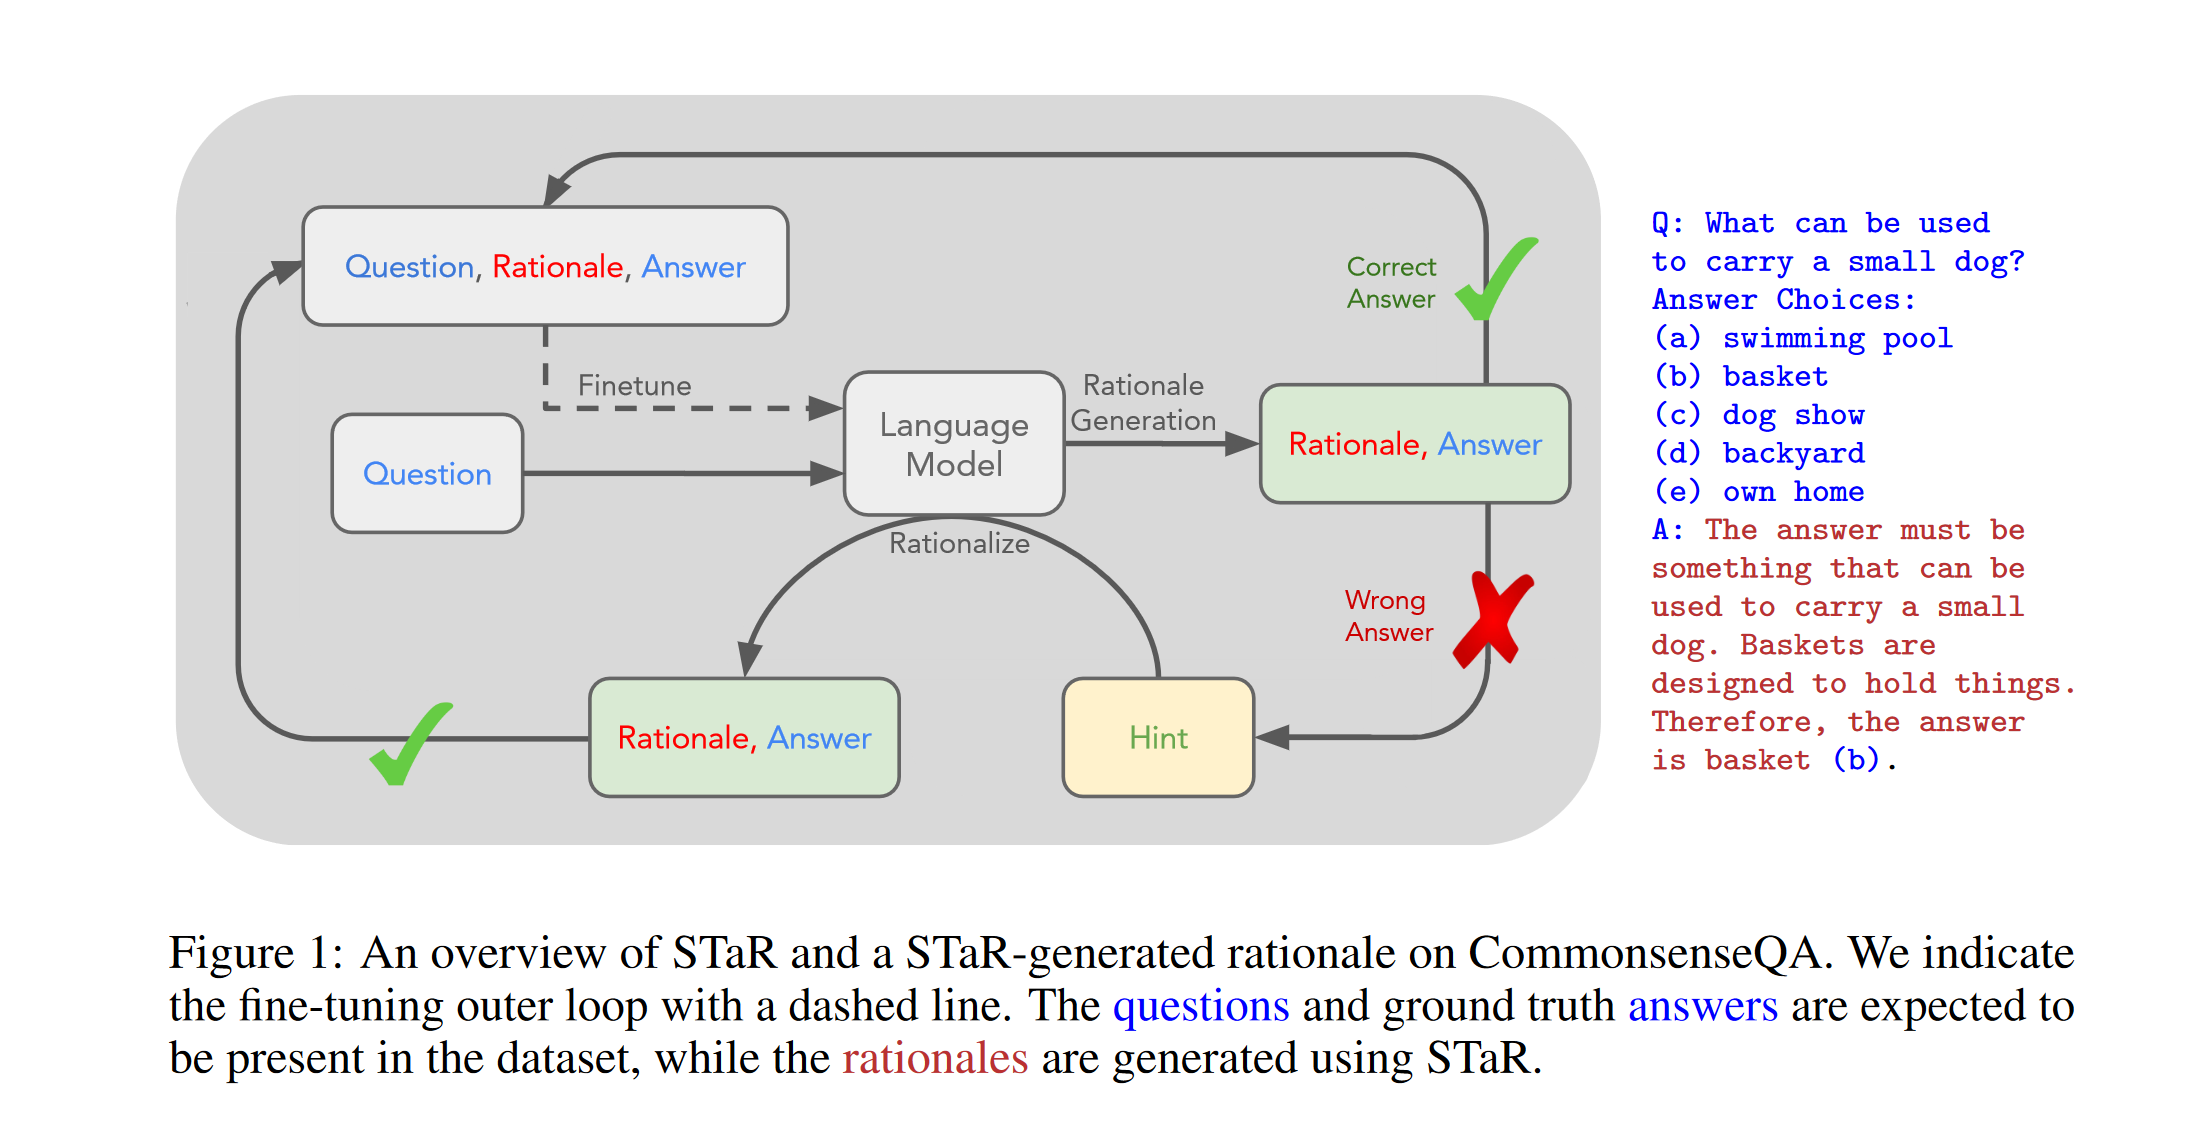 Question, Rationale, Answer
Correct
Answer
Finetune
Question
Language
Model
Rationale
Generation
Rationale, Answer
Rationalize
Wrong
Answer
Rationale, Answer
Hint
Q: What can be used
to carry a small dog?
Answer Choices:
(a) swimming pool
(b) basket
(c) dog show
(d) backyard
(e) own home
A: The answer must be
something that can be
used to carry a small
dog. Baskets are
designed to hold things.
Therefore, the answer
is basket (b).
Figure 1: An overview of STaR and a STaR-generated rationale on CommonsenseQA. We indicate
the fine-tuning outer loop with a dashed line. The questions and ground truth answers are expected to
be present in the dataset, while the rationales are generated using STaR.